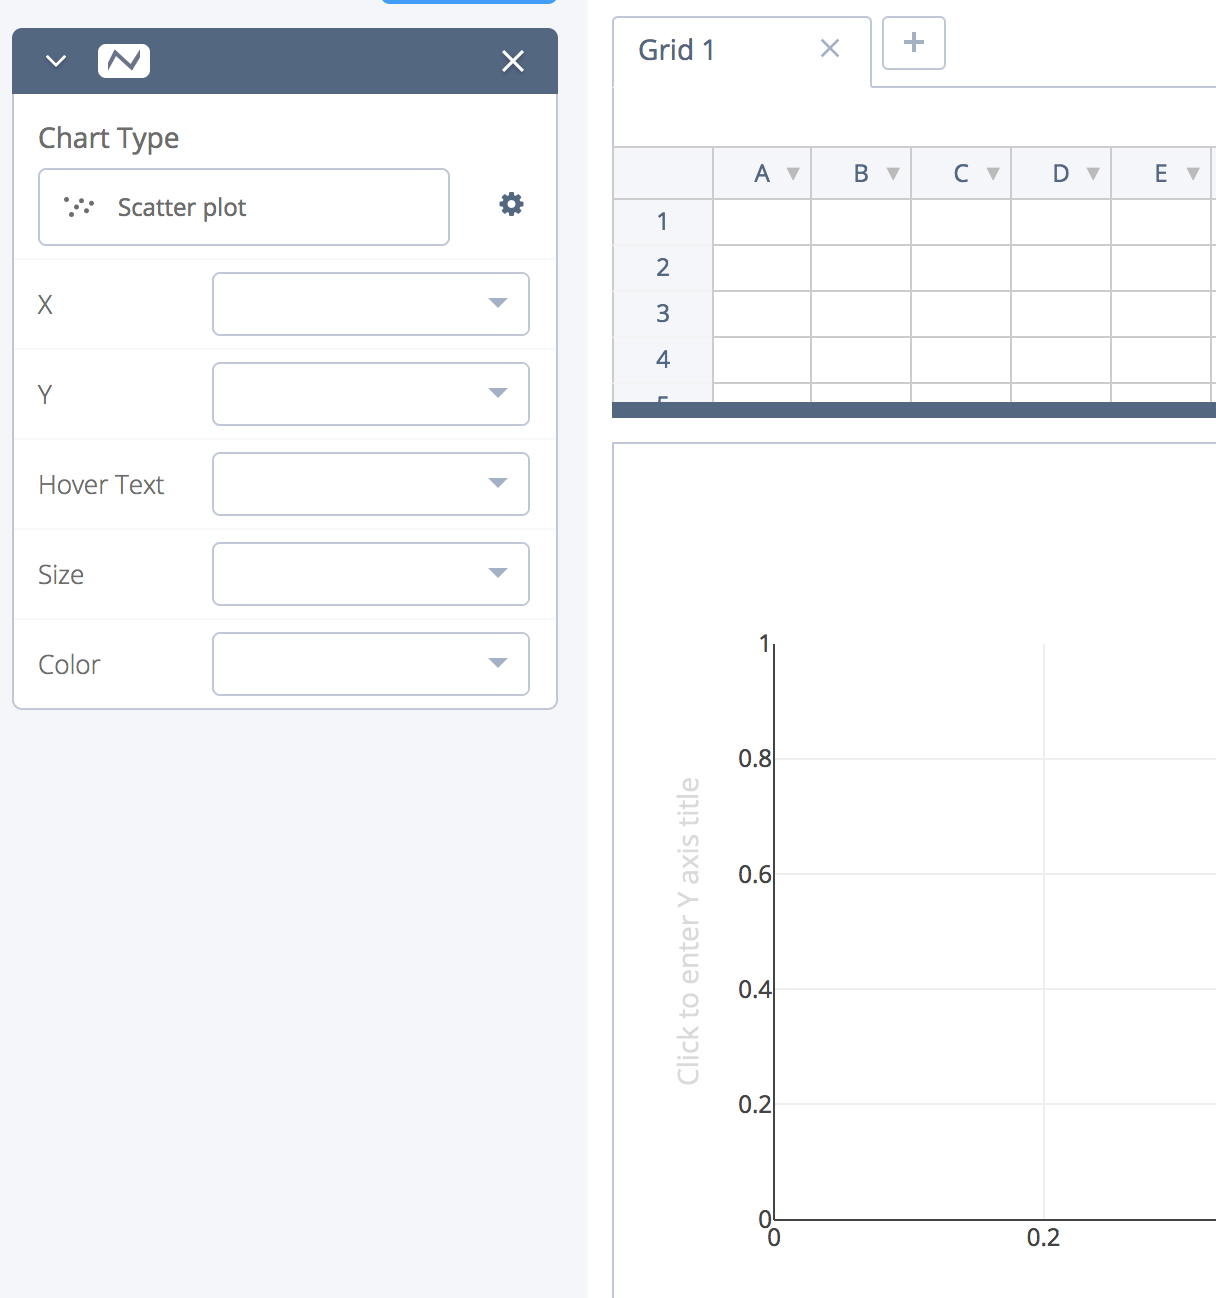 Chart Type
Scatter plot
X
Y
Hover Text
Size
Color
Grid 1
A B C D E
1
2
3
4
5
Click to enter Y axis title
1
0.8
0.6
0.4
0.2
0
0 0.2